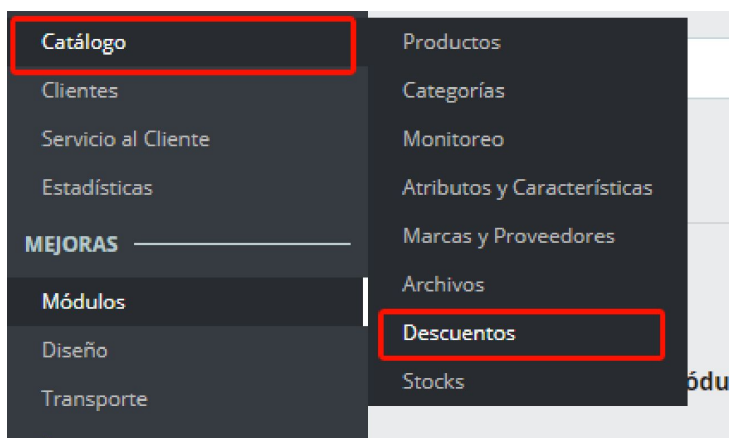 Catálogo
Clientes
Servicio al Cliente
Estadísticas
MEJORAS
Módulos
Diseño
Transporte
Productos
Categorías
Monitoreo
Atributos y Características
Marcas y Proveedores
Archivos
Descuentos
Stocks